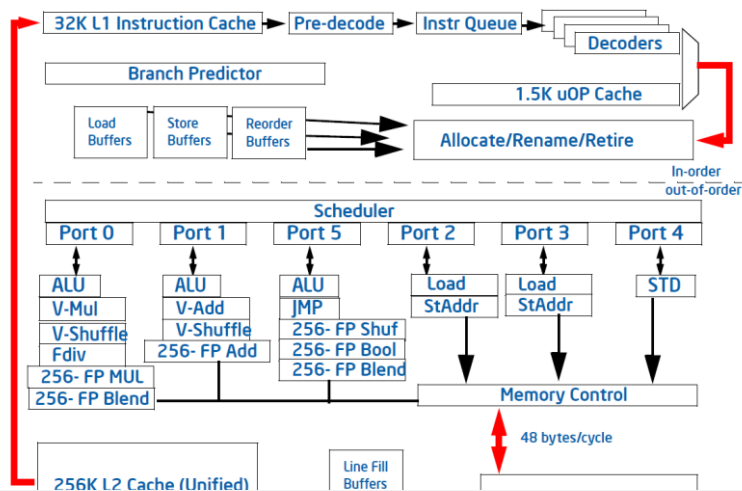 32K L1 Instruction Cache
Pre-decode
Instr Queue
Decoders
Branch Predictor
1.5K uOP Cache
Load
Buffers
Store
Buffers
Reorder
Buffers
Allocate/Rename/Retire
In-order
out-of-order
Scheduler
Port 0
Port 1
Port 5
Port 2
Port 3
Port 4
ALU
V-Mul
V-Shuffle
Fdiv
256- FP MUL
256- FP Blend
ALU
V-Add
V-Shuffle
256- FP Add
ALU
JMP
256- FP Shuf
256- FP Bool
256- FP Blend
Load
StAddr
Load
StAddr
STD
Memory Control
48 bytes/cycle
256K L2 Cache (Unified)
Line Fill
Buffers